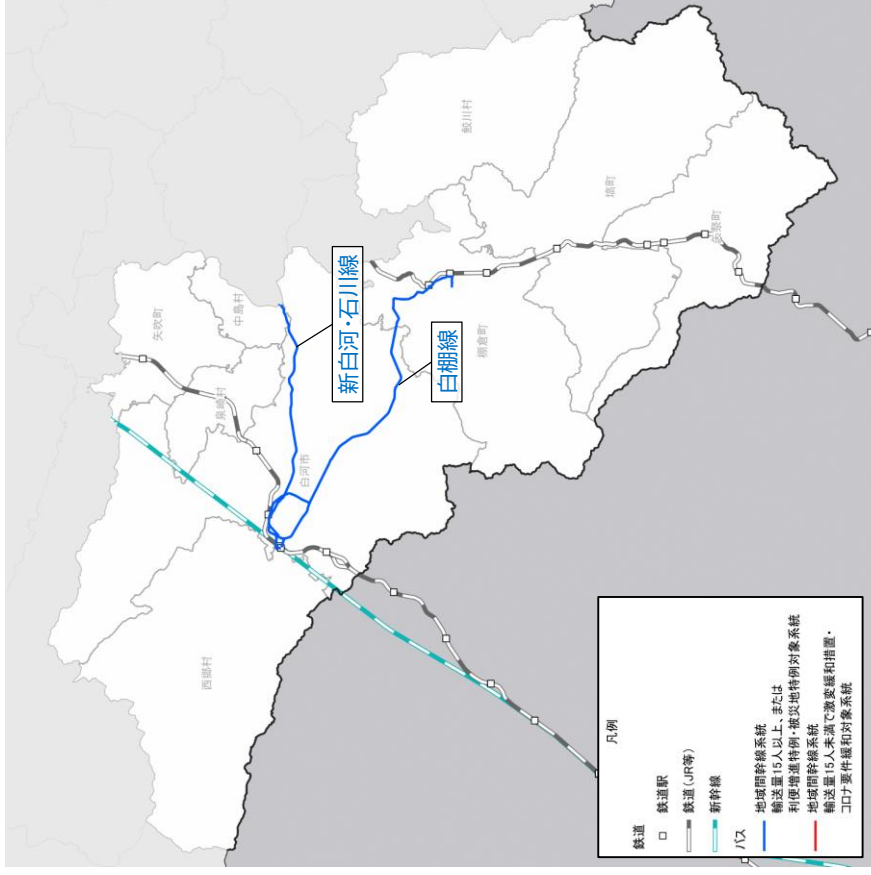 矢吹町
中島村
泉崎村
西郷村
白河市
鮫川村
棚倉町
塙町
矢祭町
新白河・石川線
白棚線
凡例
鉄道
鉄道駅
鉄道(JR等)
新幹線
バス
地域間幹線系統
輸送量15人以上、または
利便増進特例・被災地特例対象系統
地域間幹線系統
輸送量15人未満で激変緩和措置・
コロナ要件緩和対象系統